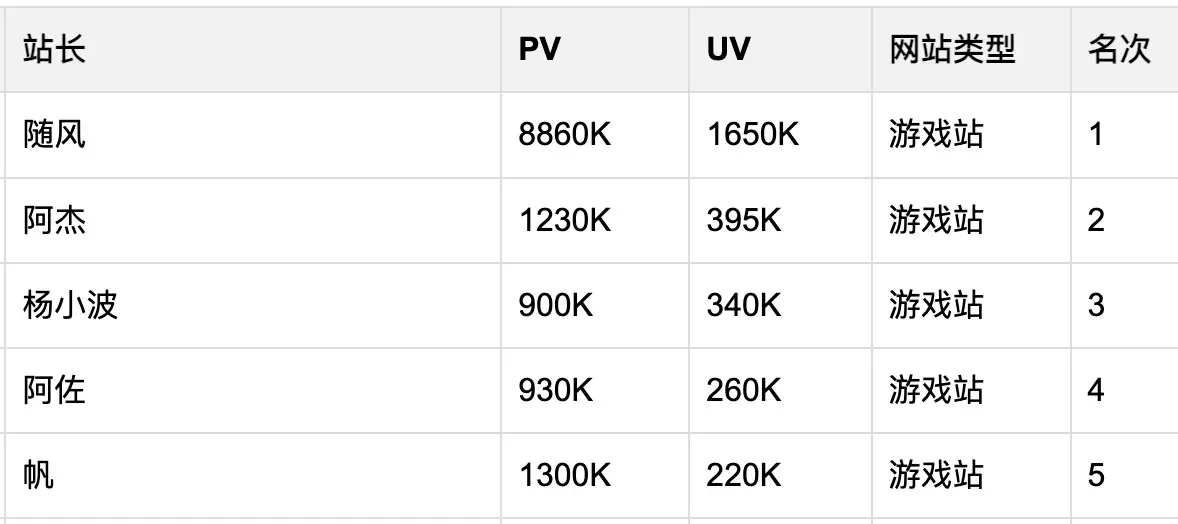 站长 PV UV 网站类型 名次
随风 8860K 1650K 游戏站 1
阿杰 1230K 395K 游戏站 2
杨小波 900K 340K 游戏站 3
阿佐 930K 260K 游戏站 4
帆 1300K 220K 游戏站 5